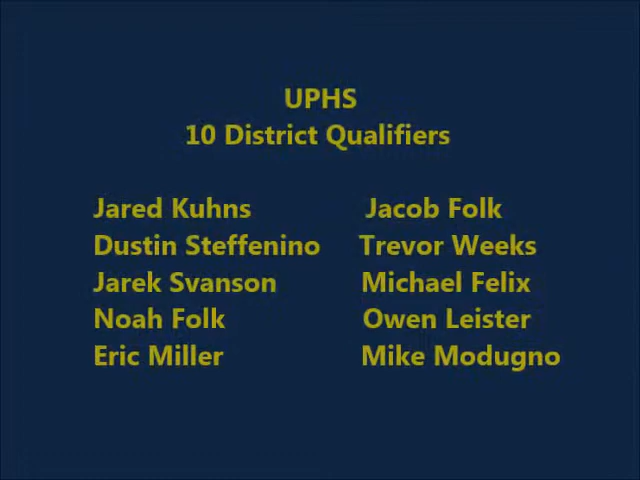 UPHS
10 District Qualifiers
Jared Kuhns Jacob Folk
Dustin Steffenino Trevor Weeks
Jarek Svanson Michael Felix
Noah Folk Owen Leister
Eric Miller Mike Modugno